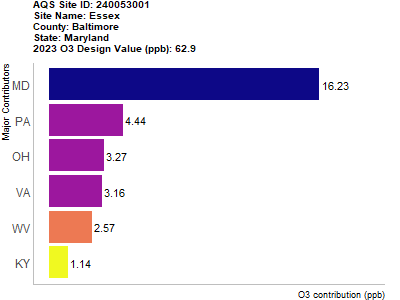 AQS Site ID: 240053001
Site Name: Essex
County: Baltimore
State: Maryland
2023 O3 Design Value (ppb): 62.9
Major Contributors
MD 16.23
PA 4.44
OH 3.27
VA 3.16
WV 2.57
KY 1.14
O3 contribution (ppb)